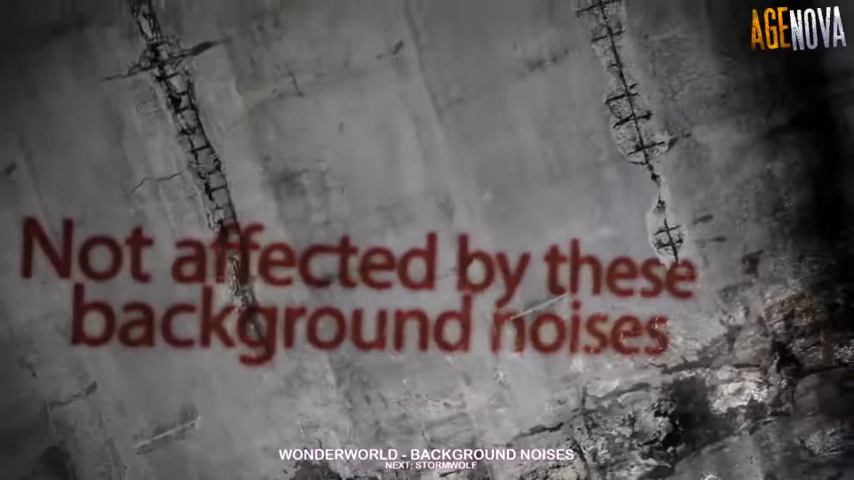 AGENOVA
Not affected by these
background noises
WONDERWORLD - BACKGROUND NOISES
NEXT: STORMWOLF